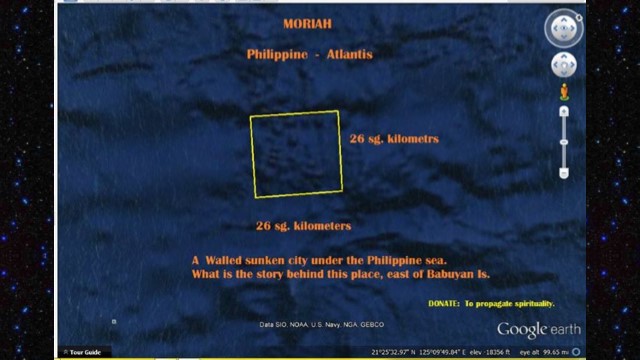 MORIAH
Philippine - Atlantis
26 sg. kilometrs
26 sg. kilometers
A Walled sunken city under the Philippine sea.
What is the story behind this place, east of Babuyan Is.
DONATE: To propagate spirituality.
Data SIO, NOAA, U.S. Navy, NGA, GEBCO
Google earth
Tour Guide
21°25'32.97" N 125°09'49.84" E elev -18356 ft eye alt 99.65 mi